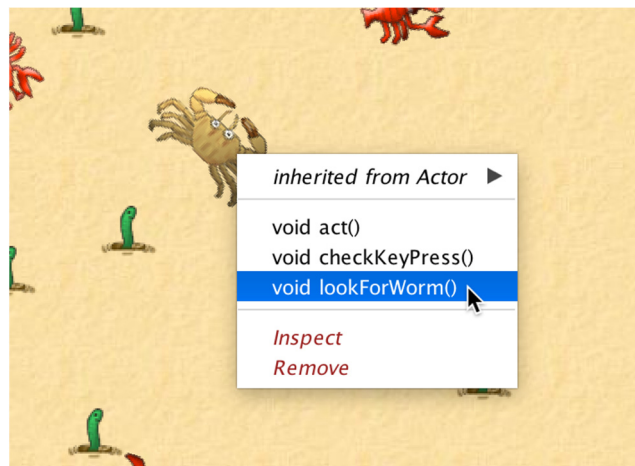 inherited from Actor
void act()
void checkKeyPress()
void lookForWorm()
Inspect
Remove